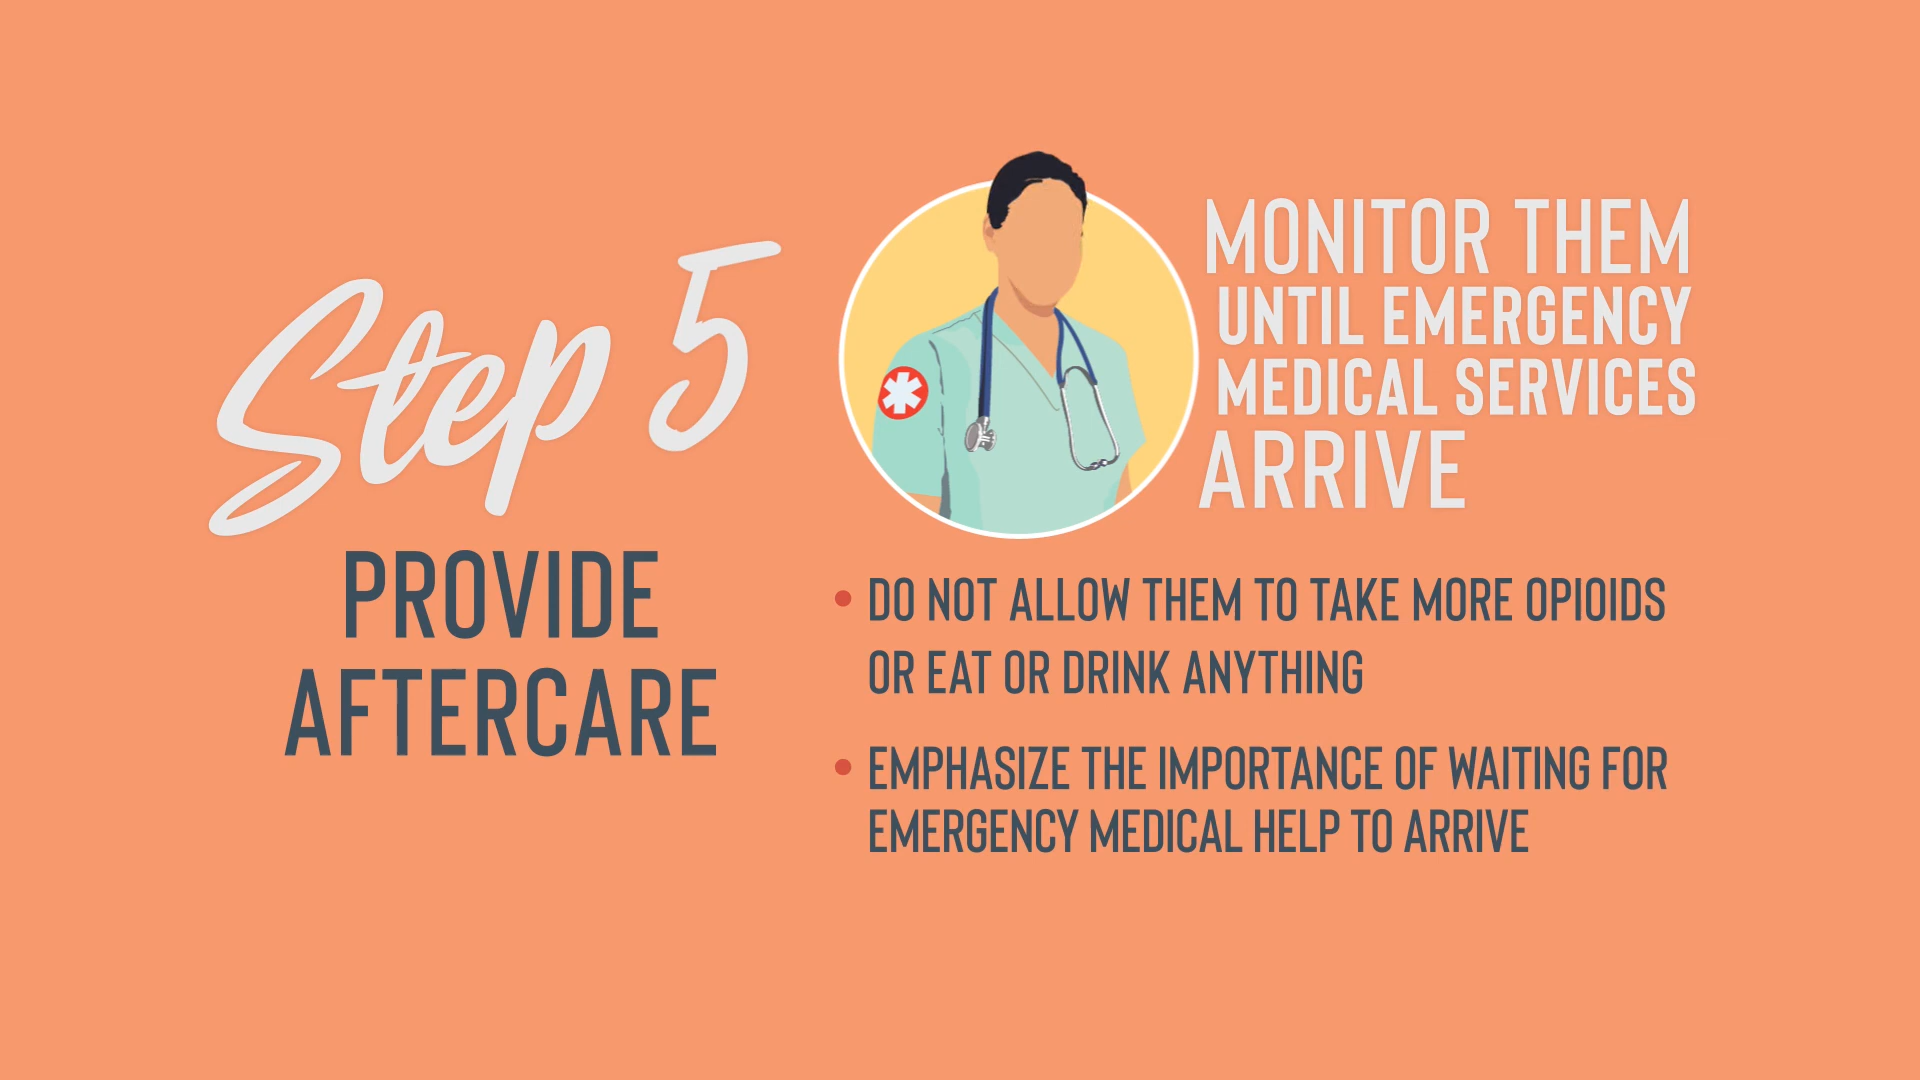 Step 5
PROVIDE
AFTERCARE
MONITOR THEM
UNTIL EMERGENCY
MEDICAL SERVICES
ARRIVE
• DO NOT ALLOW THEM TO TAKE MORE OPIOIDS
OR EAT OR DRINK ANYTHING
• EMPHASIZE THE IMPORTANCE OF WAITING FOR
EMERGENCY MEDICAL HELP TO ARRIVE